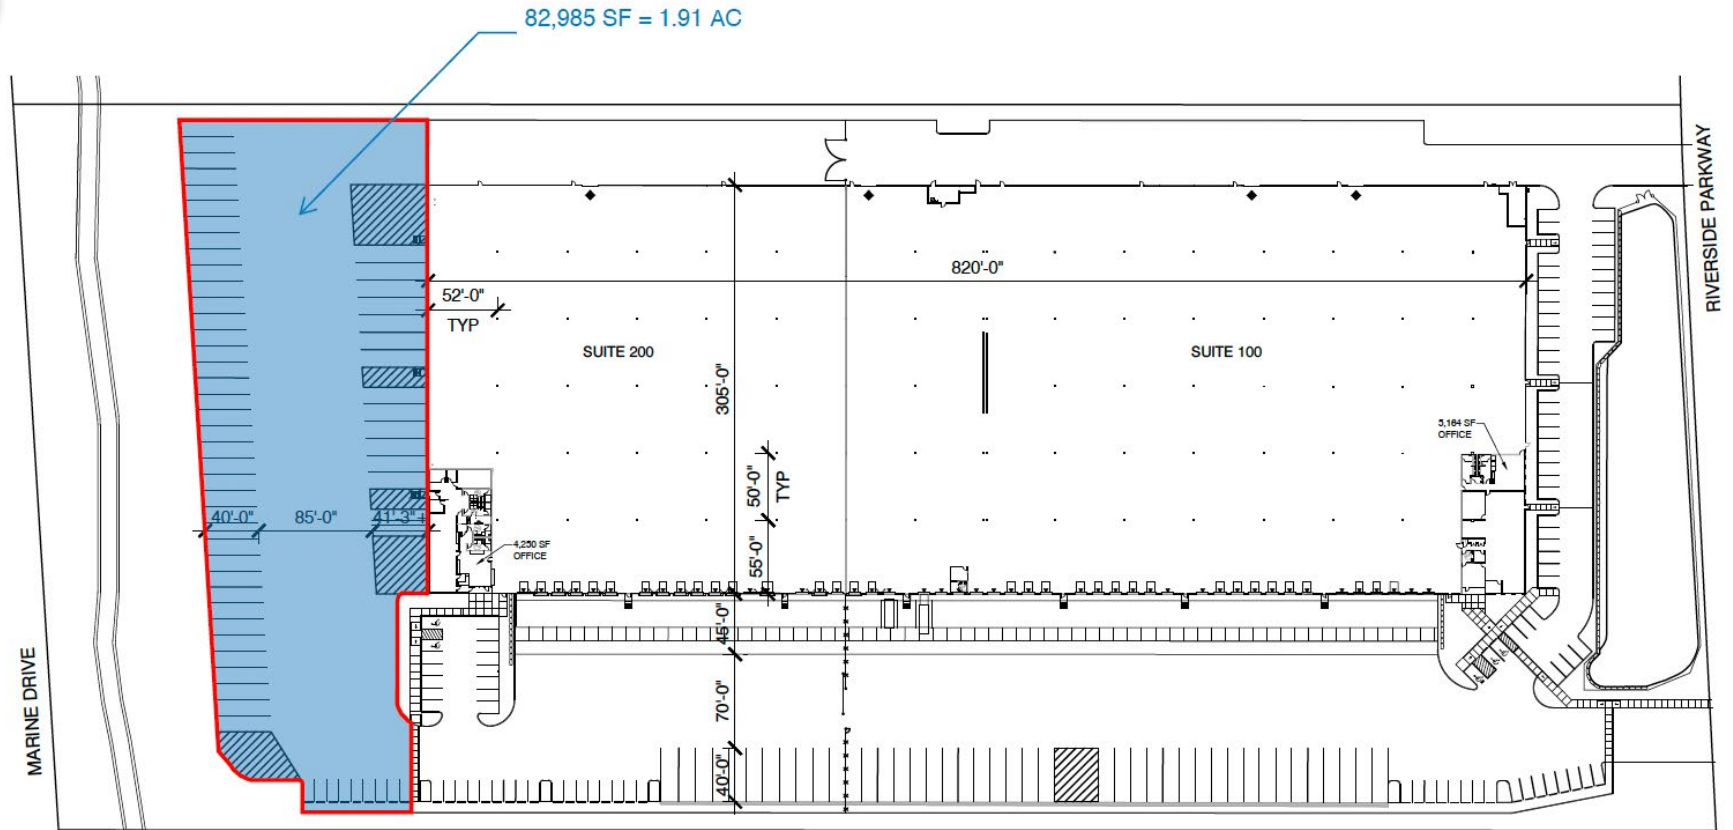 82,985 SF = 1.91 AC
RIVERSIDE PARKWAY
820'-0"
52'-0"
TYP
SUITE 200
SUITE 100
305'-0"
3,164 SF
OFFICE
50'-0"
TYP
40'-0"
85'-0"
41'-3"+
4,250 SF
OFFICE
55'-0"
45'-0"
70'-0"
MARINE DRIVE
40'-0"